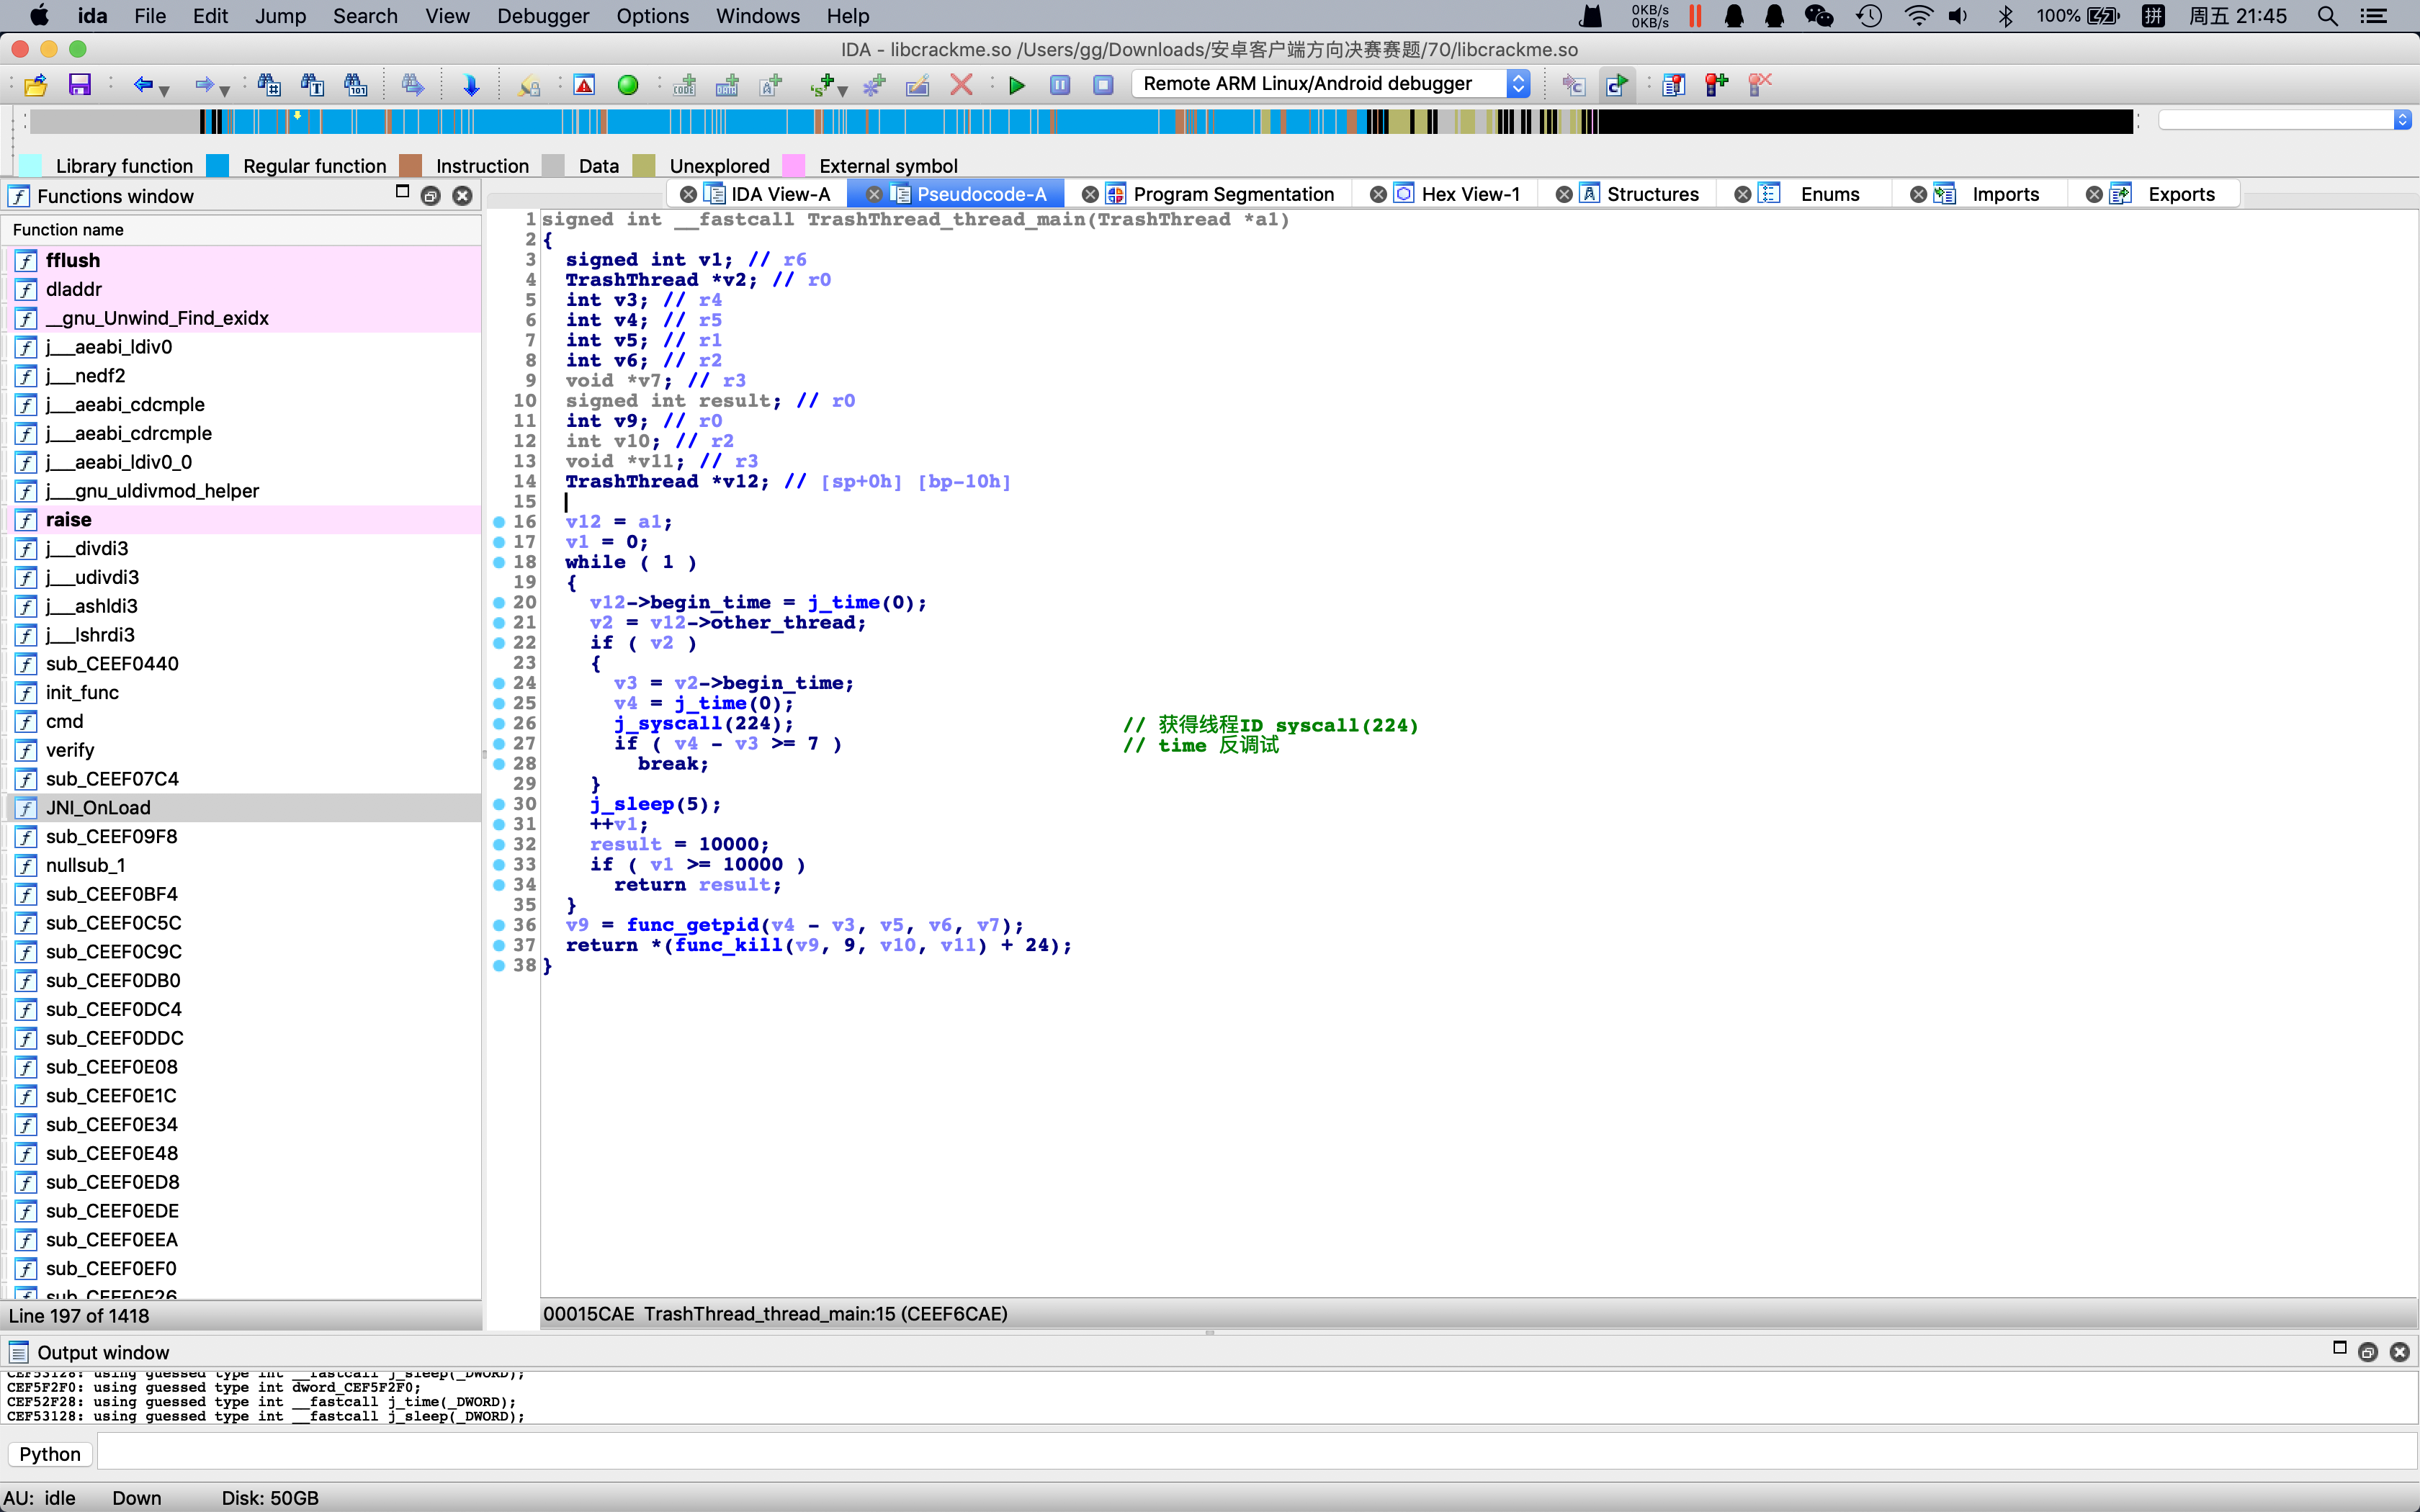 ida File Edit Jump Search View Debugger Options Windows Help 0KB/s 0KB/s 100% 拼 周五 21:45
IDA - libcrackme.so /Users/gg/Downloads/安卓客户端方向决赛赛题/70/libcrackme.so
Remote ARM Linux/Android debugger
Library function Regular function Instruction Data Unexplored External symbol
Functions window
IDA View-A Pseudocode-A Program Segmentation Hex View-1 Structures Enums Imports Exports
Function name
fflush
dladdr
__gnu_Unwind_Find_exidx
j___aeabi_ldiv0
j___nedf2
j___aeabi_cdcmple
j___aeabi_cdrcmple
j___aeabi_ldiv0_0
j___gnu_uldivmod_helper
raise
j___divdi3
j___udivdi3
j___ashldi3
j___lshrdi3
sub_CEEF0440
init_func
cmd
verify
sub_CEEF07C4
JNI_OnLoad
sub_CEEF09F8
nullsub_1
sub_CEEF0BF4
sub_CEEF0C5C
sub_CEEF0C9C
sub_CEEF0DB0
sub_CEEF0DC4
sub_CEEF0DDC
sub_CEEF0E08
sub_CEEF0E1C
sub_CEEF0E34
sub_CEEF0E48
sub_CEEF0ED8
sub_CEEF0EDE
sub_CEEF0EEA
sub_CEEF0EF0
sub_CEEF0F26
Line 197 of 1418
1 signed int __fastcall TrashThread_thread_main(TrashThread *a1)
2 {
3 signed int v1; // r6
4 TrashThread *v2; // r0
5 int v3; // r4
6 int v4; // r5
7 int v5; // r1
8 int v6; // r2
9 void *v7; // r3
10 signed int result; // r0
11 int v9; // r0
12 int v10; // r2
13 void *v11; // r3
14 TrashThread *v12; // [sp+0h] [bp-10h]
15
16 v12 = a1;
17 v1 = 0;
18 while ( 1 )
19 {
20 v12->begin_time = j_time(0);
21 v2 = v12->other_thread;
22 if ( v2 )
23 {
24 v3 = v2->begin_time;
25 v4 = j_time(0);
26 j_syscall(224); // 获得线程ID syscall(224)
27 if ( v4 - v3 >= 7 ) // time 反调试
28 break;
29 }
30 j_sleep(5);
31 ++v1;
32 result = 10000;
33 if ( v1 >= 10000 )
34 return result;
35 }
36 v9 = func_getpid(v4 - v3, v5, v6, v7);
37 return *(func_kill(v9, 9, v10, v11) + 24);
38 }
00015CAE TrashThread_thread_main:15 (CEEF6CAE)
Output window
CEF53128: using guessed type int __fastcall j_sleep(_DWORD);
CEF5F2F0: using guessed type int dword_CEF5F2F0;
CEF52F28: using guessed type int __fastcall j_time(_DWORD);
CEF53128: using guessed type int __fastcall j_sleep(_DWORD);
Python
AU: idle Down Disk: 50GB